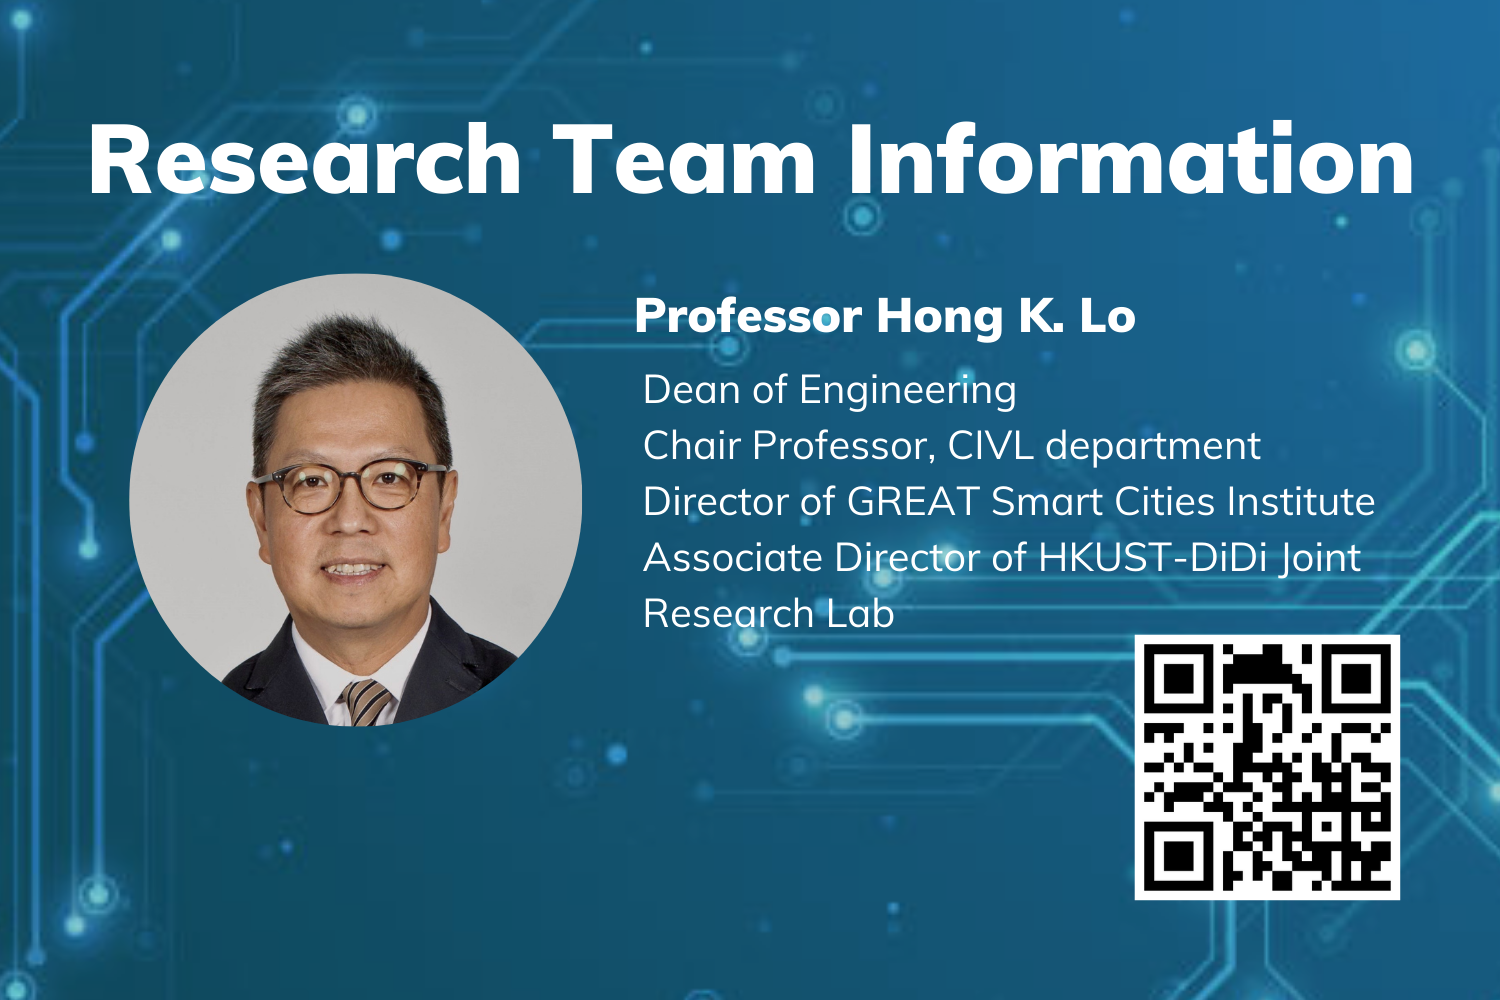 Research Team Information
Professor Hong K. Lo
Dean of Engineering
Chair Professor, CIVL department
Director of GREAT Smart Cities Institute
Associate Director of HKUST-DiDi Joint
Research Lab